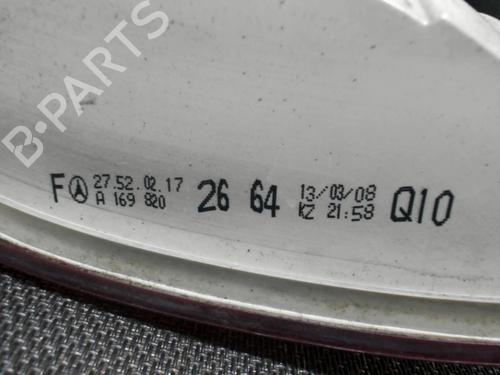 B-PARTS
F 27.52.02.17 26 64 13/03/08 Q10
A 169 820 KZ 21:58